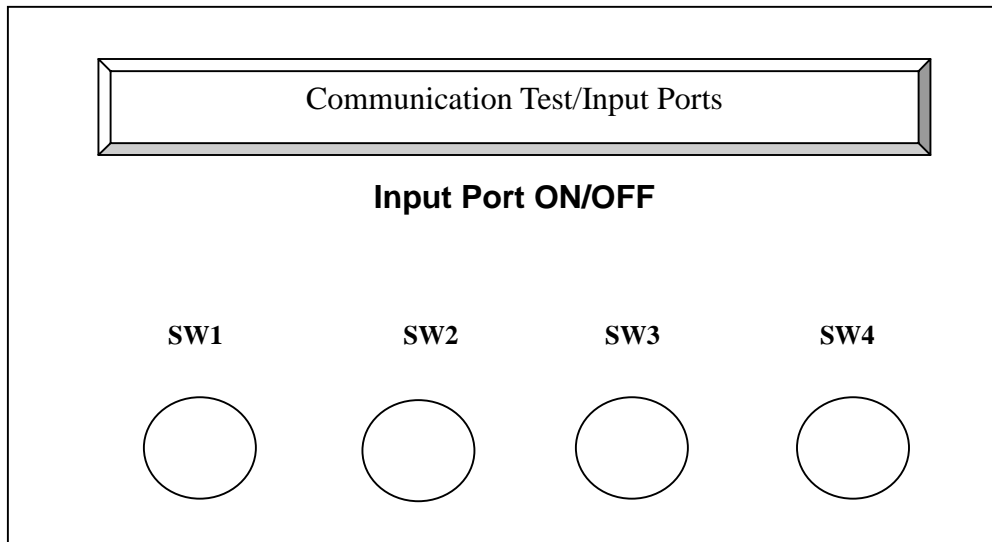 Communication Test/Input Ports
Input Port ON/OFF
SW1 SW2 SW3 SW4